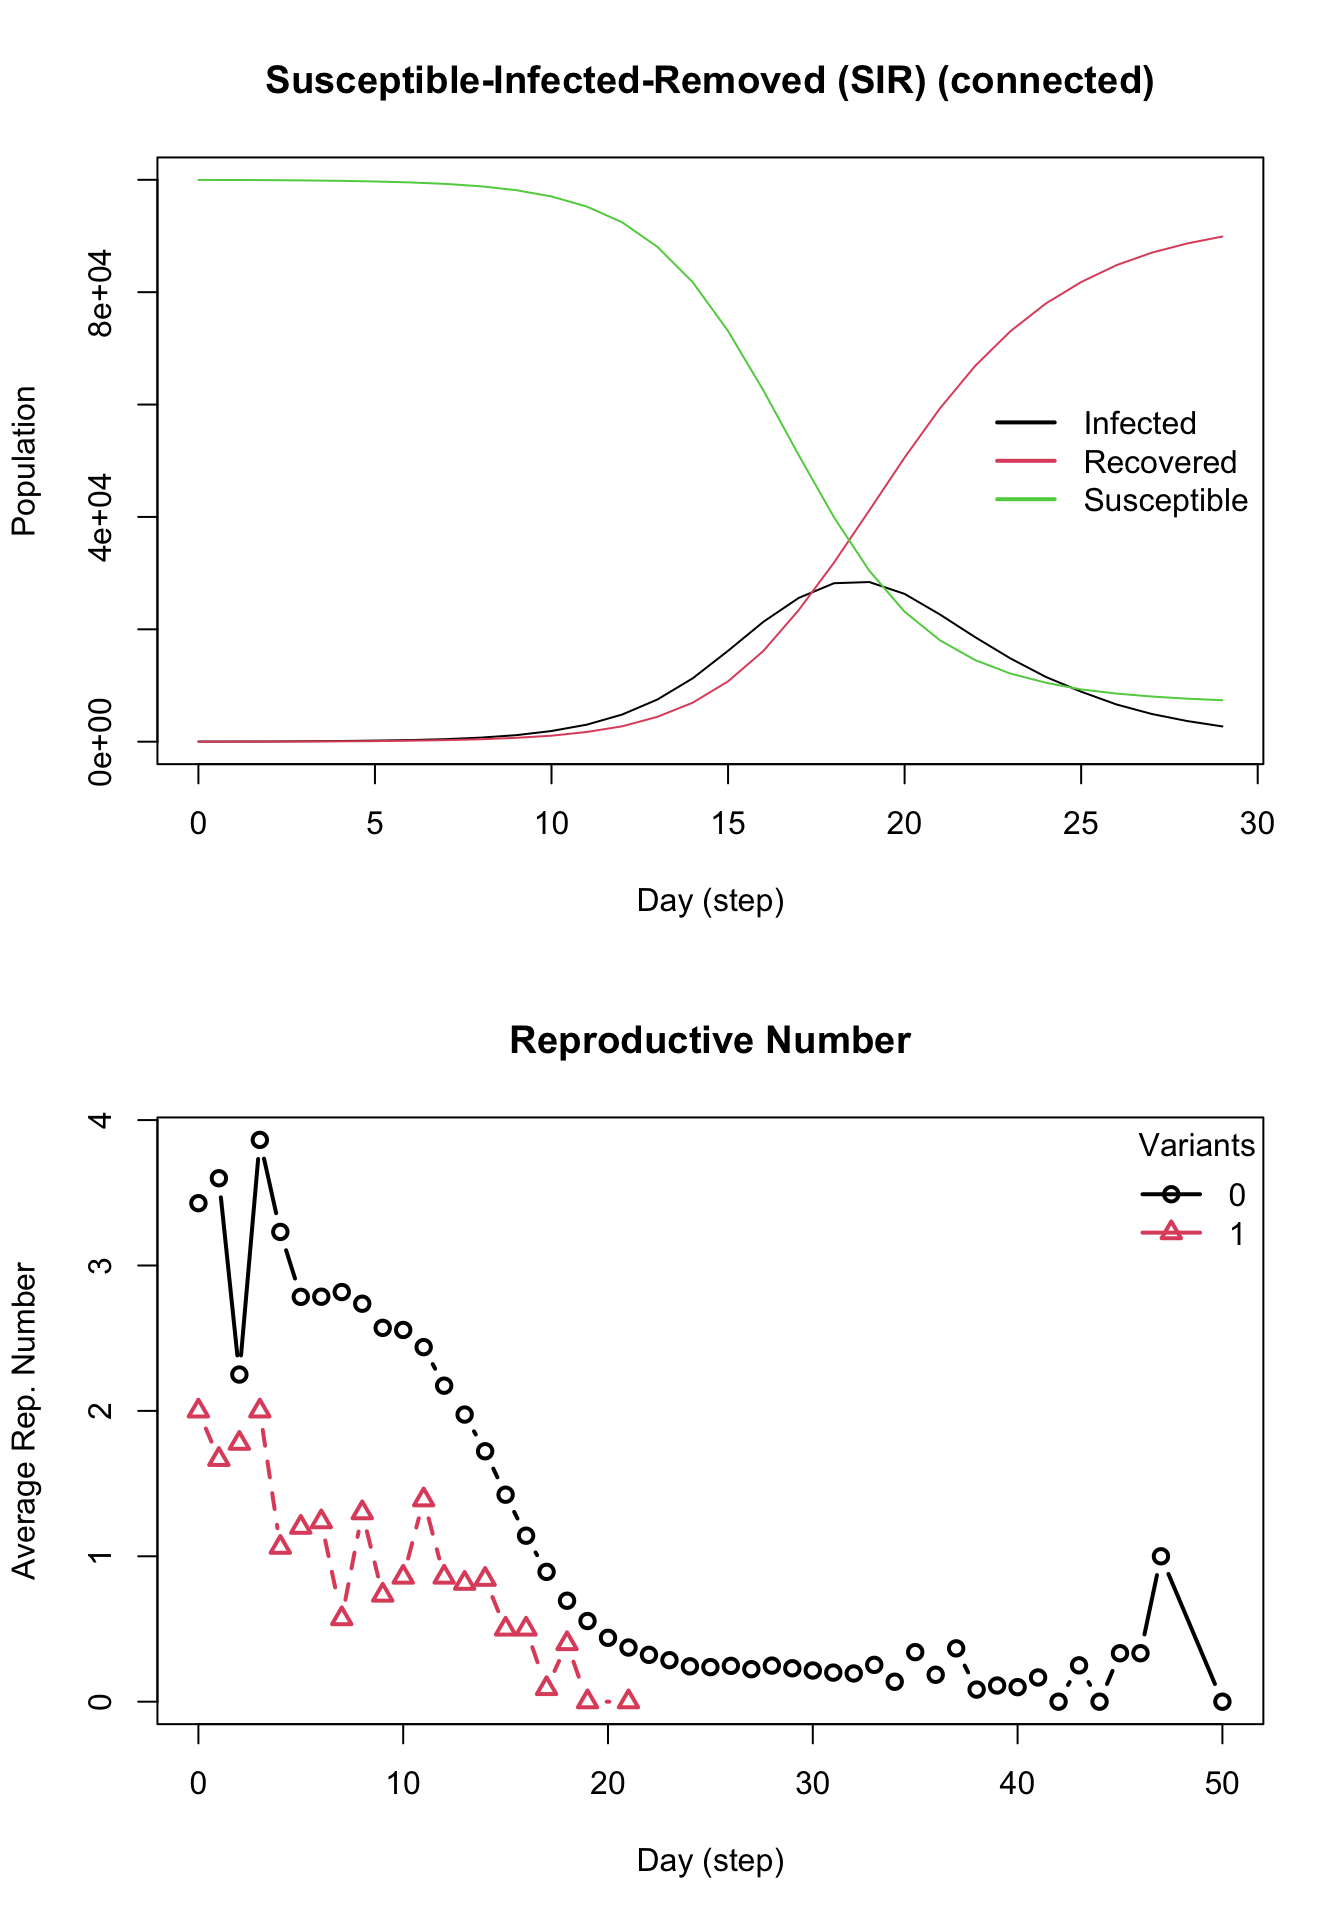 Susceptible-Infected-Removed (SIR) (connected)
Population
8e+04
4e+04
0e+00
Infected
Recovered
Susceptible
0 5 10 15 20 25 30
Day (step)
Reproductive Number
Average Rep. Number
4
3
2
1
0
Variants
0
1
0 10 20 30 40 50
Day (step)